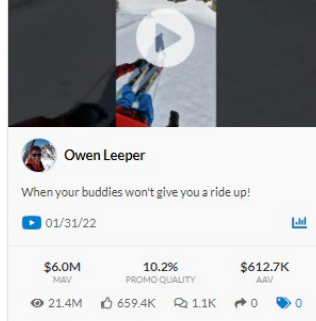 Owen Leeper
When your buddies won't give you a ride up!
01/31/22
$6.0M 10.2% $612.7K
MAV PROMO QUALITY AAV
21.4M 659.4K 1.1K 0 0